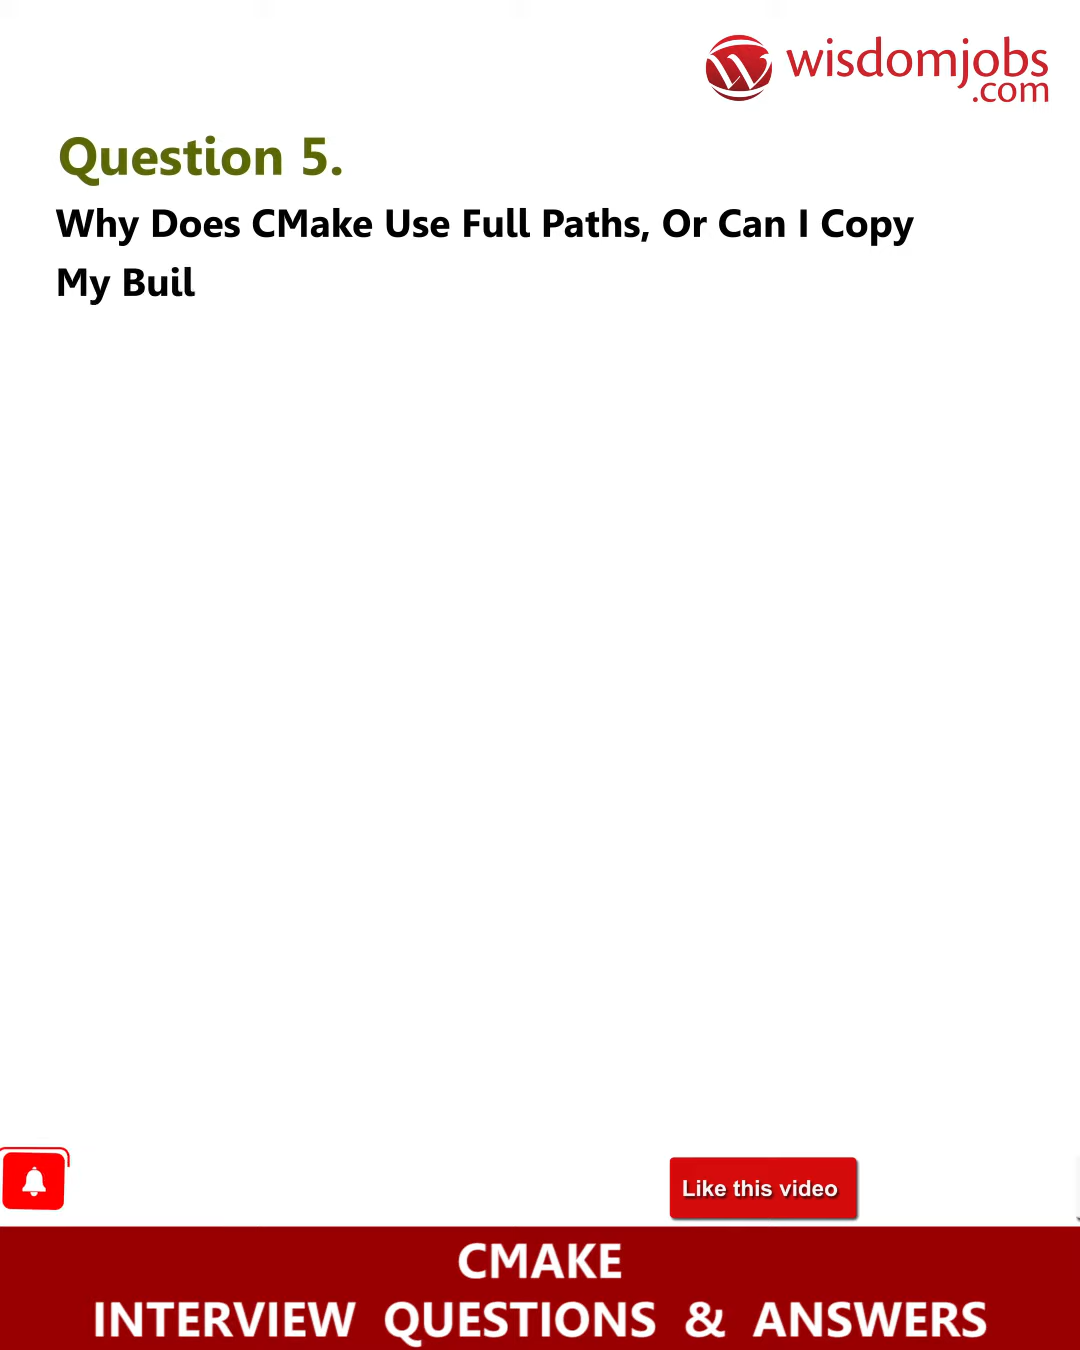 wisdomjobs
.com
Question 5.
Why Does CMake Use Full Paths, Or Can I Copy
My Buil
Like this video
CMAKE
INTERVIEW QUESTIONS & ANSWERS